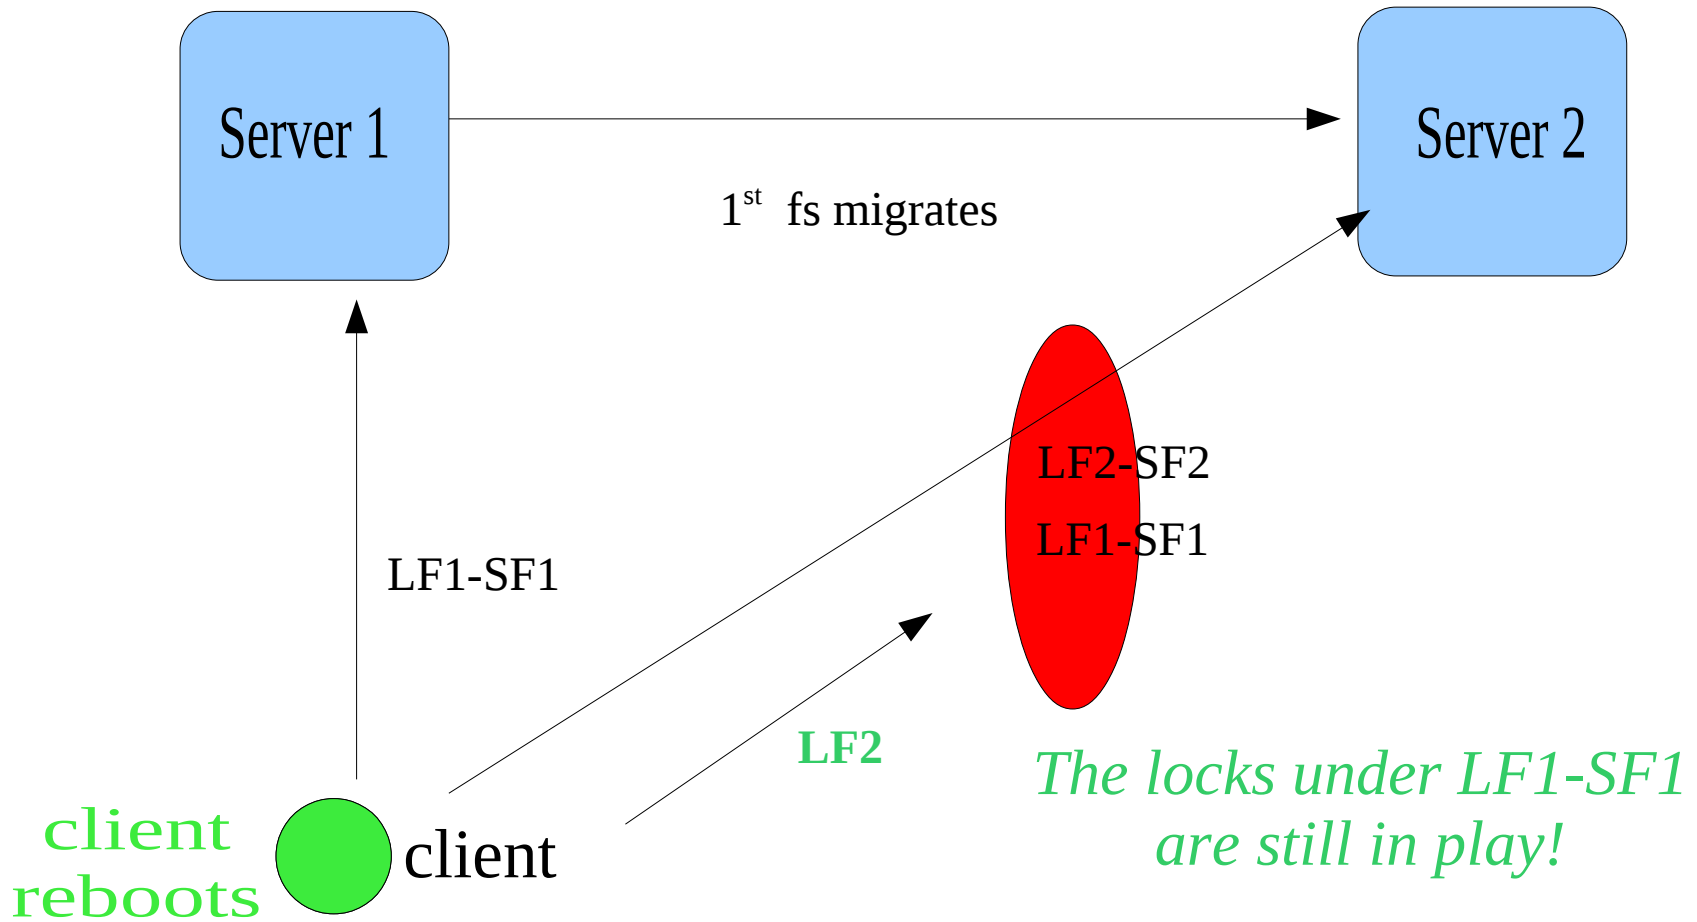 Server 1
Server 2
1st fs migrates
LF2-SF2
LF1-SF1
LF1-SF1
LF2
The locks under LF1-SF1
are still in play!
client
reboots
client